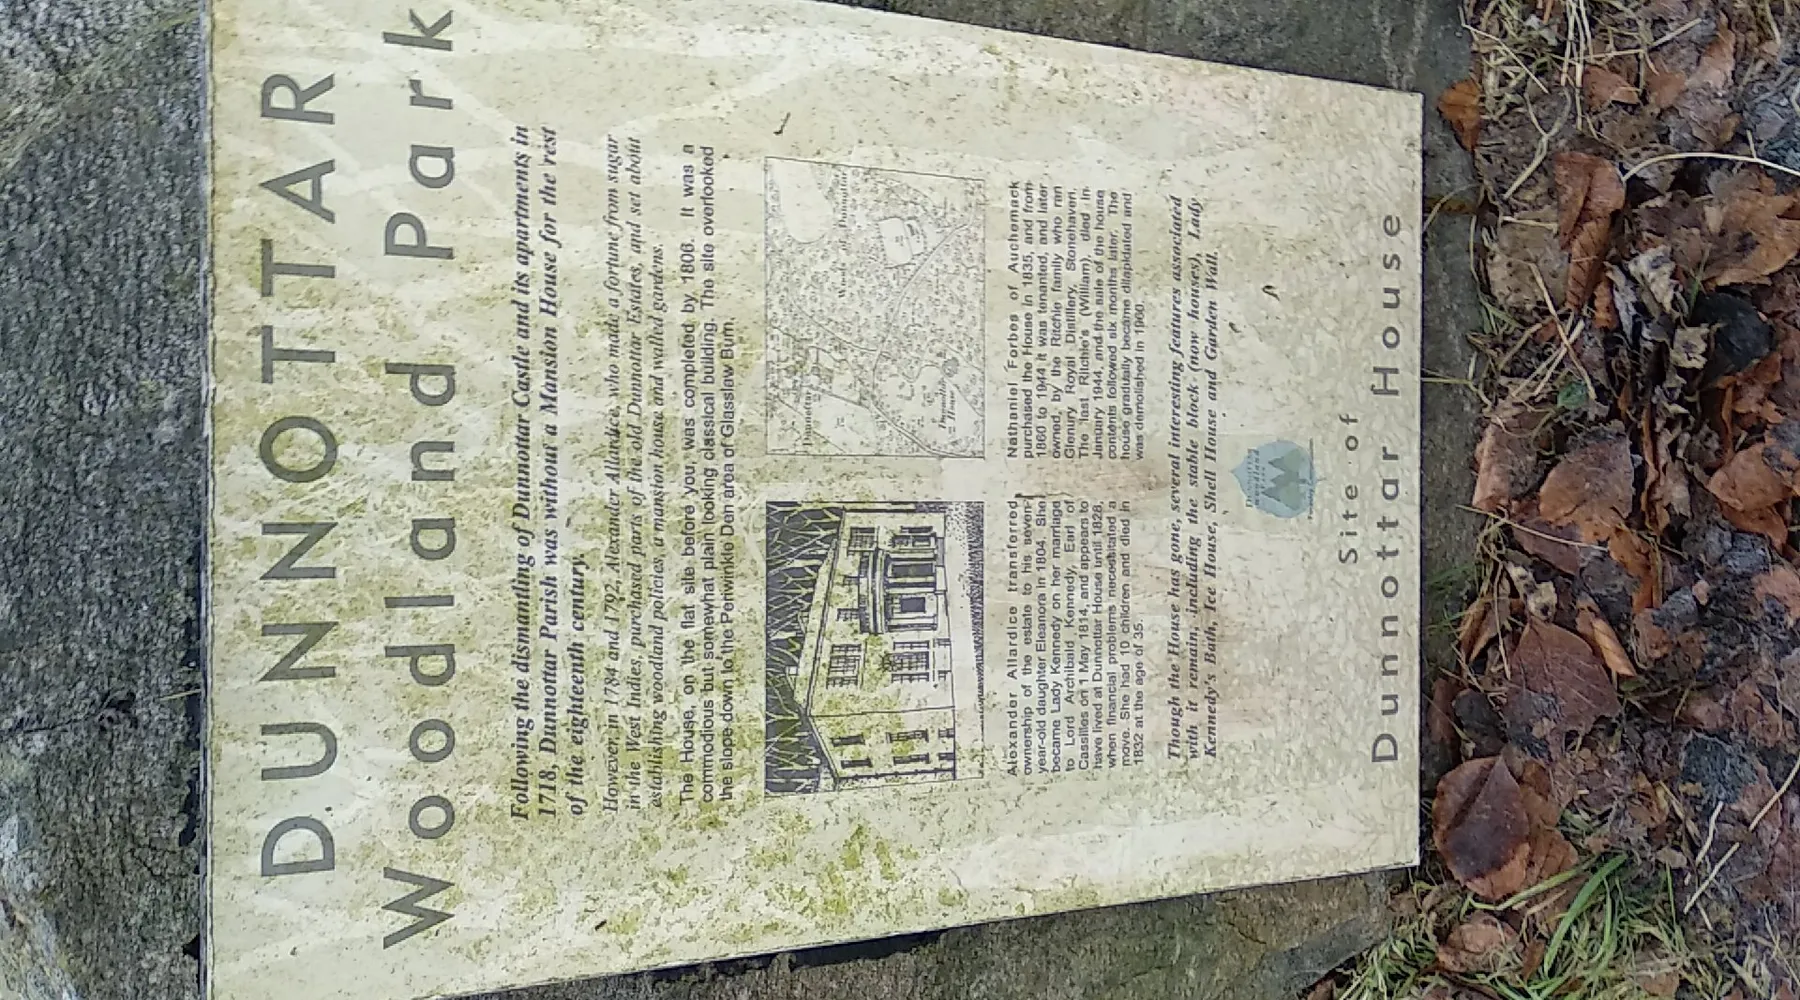 DUNNOTTAR
Woodland Park
Following the dismantling of Dunnottar Castle and its apartments in
1718, Dunnottar Parish was without a Mansion House for the rest
of the eighteenth century.
However, in 1784 and 1792, Alexander Allardice, who made a fortune from sugar
in the West Indies, purchased parts of the old Dunnottar Estates, and set about
establishing woodland policies, a mansion house and walled gardens.
The House, on the flat site before you, was completed by 1806. It was a
commodious but somewhat plain looking classical building. The site overlooked
the slope down to the Periwinkle Den area of Glasslaw Burn.
Alexander Allardice transferred
ownership of the estate to his seven-
year-old daughter Eleanora in 1804. She
became Lady Kennedy on her marriage
to Lord Archibald Kennedy, Earl of
Cassilles on 1 May 1814, and appears to
have lived at Dunnottar House until 1828,
when financial problems necessitated a
move. She had 10 children and died in
1832 at the age of 35.
Nathaniel Forbes of Auchernack
purchased the House in 1835, and from
1860 to 1944 it was tenanted, and later
owned, by the Ritchie family who ran
Glenury Royal Distillery, Stonehaven.
The last Ritchie's (William), died in
January 1944, and the sale of the house
contents followed six months later. The
house gradually became dilapidated and
was demolished in 1960.
Though the House has gone, several interesting features associated
with it remain, including the stable block (now houses), Lady
Kennedy's Bath, Ice House, Shell House and Garden Wall.
Site of
Dunnottar House